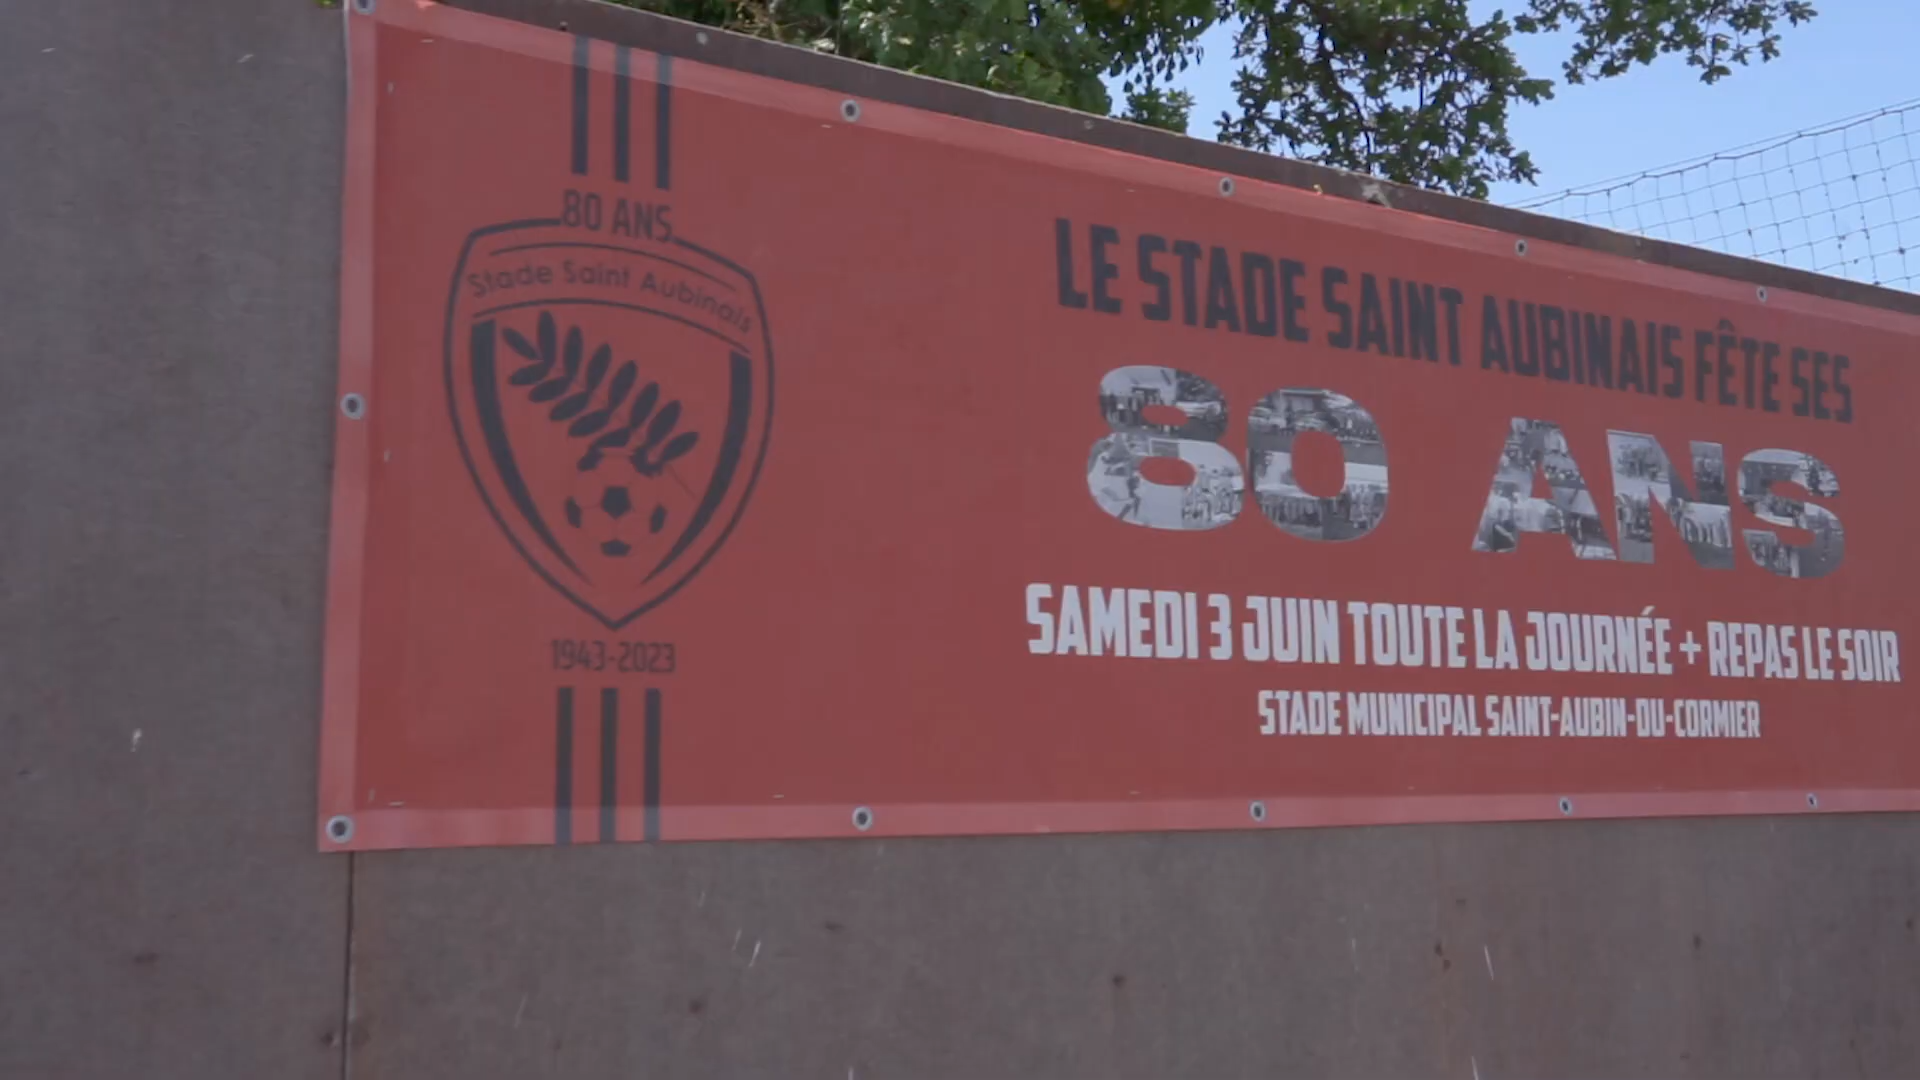 80 ANS
Stade Saint Aubinais
1943-2023
LE STADE SAINT AUBINAIS FÊTE SES
80 ANS
SAMEDI 3 JUIN TOUTE LA JOURNÉE + REPAS LE SOIR
STADE MUNICIPAL SAINT-AUBIN-DU-CORMIER